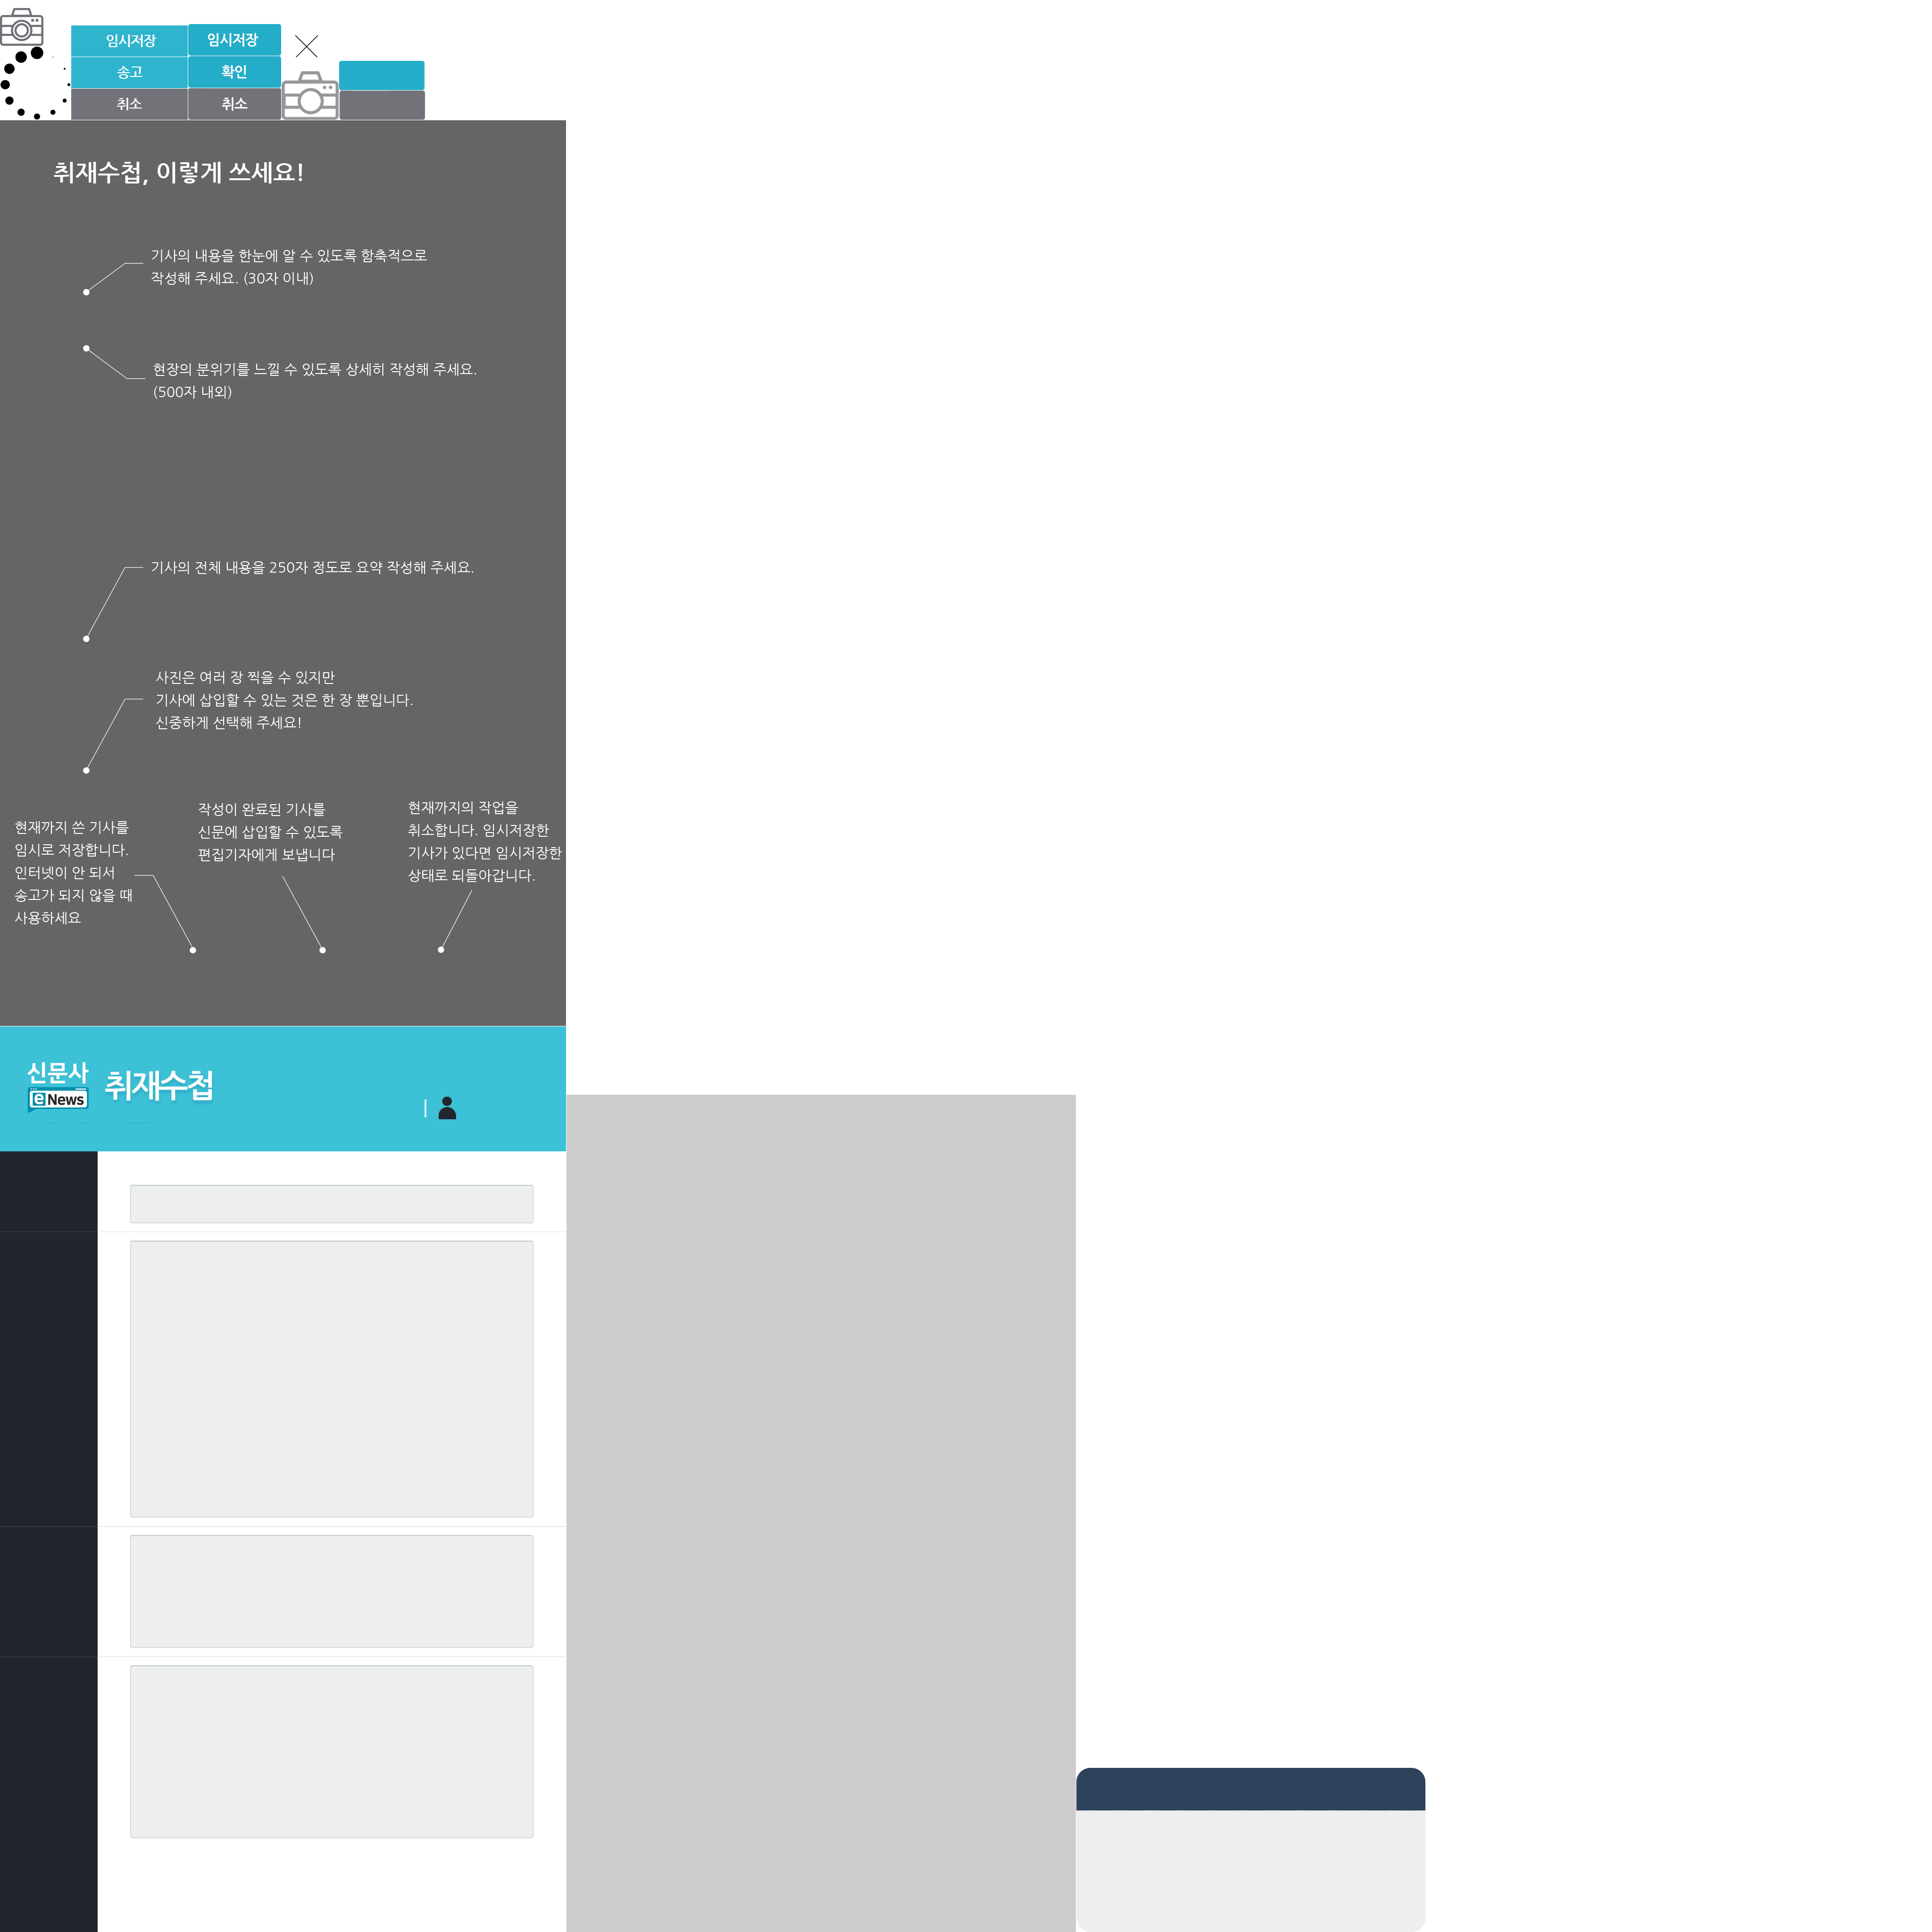 임시저장
송고
취소
임시저장
확인
취소
취재수첩, 이렇게 쓰세요!
기사의 내용을 한눈에 알 수 있도록 함축적으로
작성해 주세요. (30자 이내)
현장의 분위기를 느낄 수 있도록 상세히 작성해 주세요.
(500자 내외)
기사의 전체 내용을 250자 정도로 요약 작성해 주세요.
사진은 여러 장 찍을 수 있지만
기사에 삽입할 수 있는 것은 한 장 뿐입니다.
신중하게 선택해 주세요!
현재까지 쓴 기사를
임시로 저장합니다.
인터넷이 안 되서
송고가 되지 않을 때
사용하세요
작성이 완료된 기사를
신문에 삽입할 수 있도록
편집기자에게 보냅니다
현재까지의 작업을
취소합니다. 임시저장한
기사가 있다면 임시저장한
상태로 되돌아갑니다.
신문사
e News
취재수첩